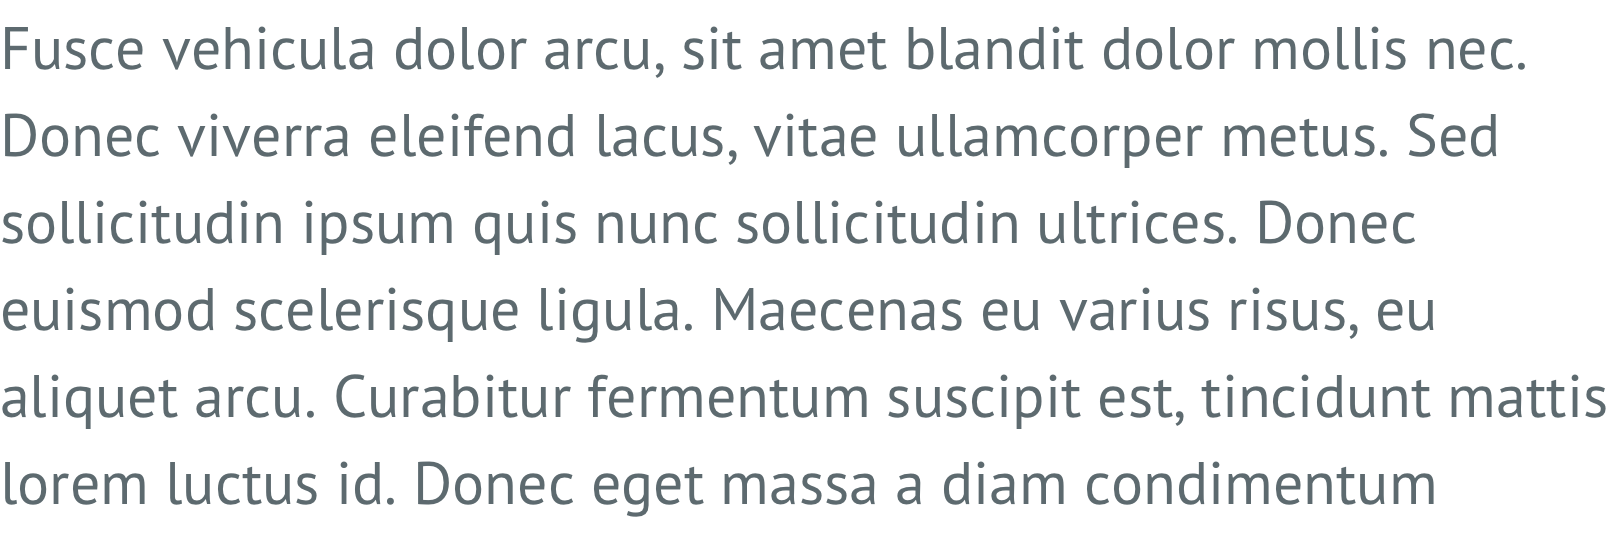 Fusce vehicula dolor arcu, sit amet blandit dolor mollis nec.
Donec viverra eleifend lacus, vitae ullamcorper metus. Sed
sollicitudin ipsum quis nunc sollicitudin ultrices. Donec
euismod scelerisque ligula. Maecenas eu varius risus, eu
aliquet arcu. Curabitur fermentum suscipit est, tincidunt mattis
lorem luctus id. Donec eget massa a diam condimentum